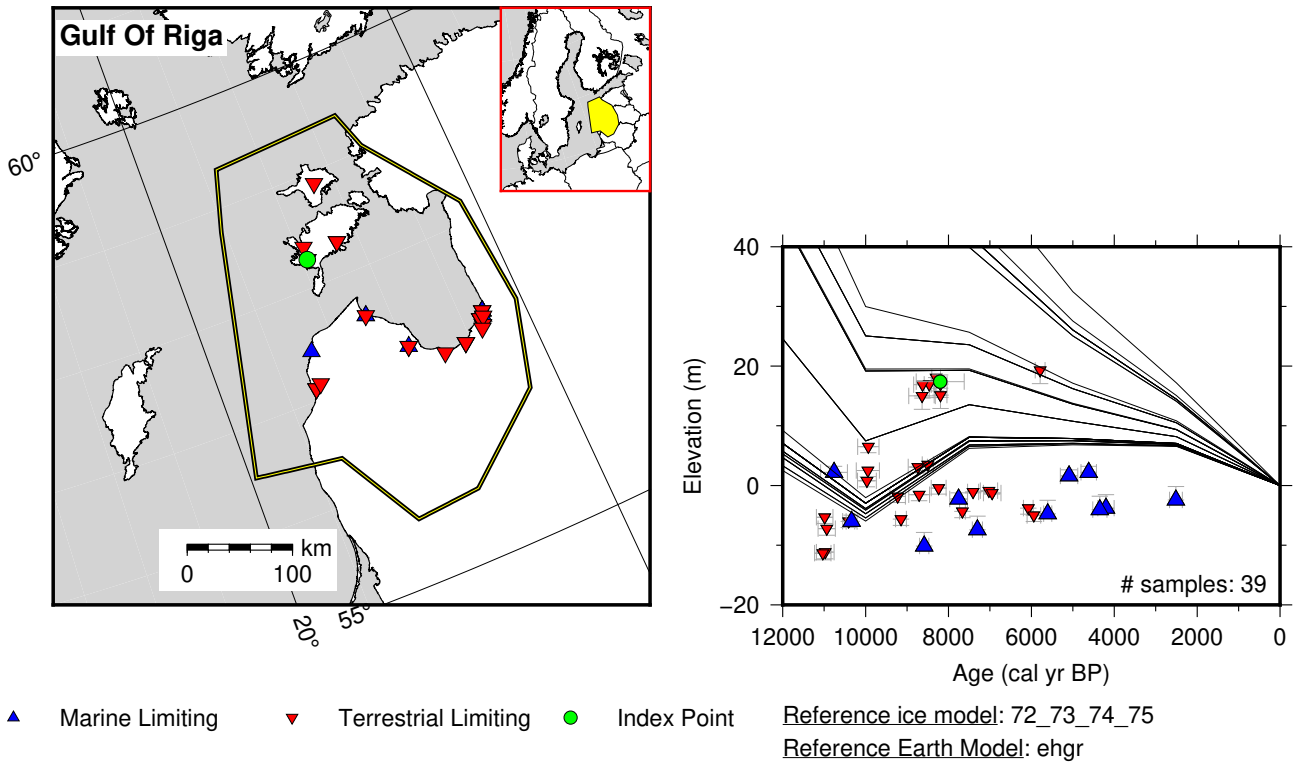 Gulf Of Riga
60°
km
0 100
20°
55°
40
20
0
−20
Elevation (m)
# samples: 39
12000 10000 8000 6000 4000 2000 0
Age (cal yr BP)
Marine Limiting Terrestrial Limiting Index Point
Reference ice model: 72_73_74_75
Reference Earth Model: ehgr